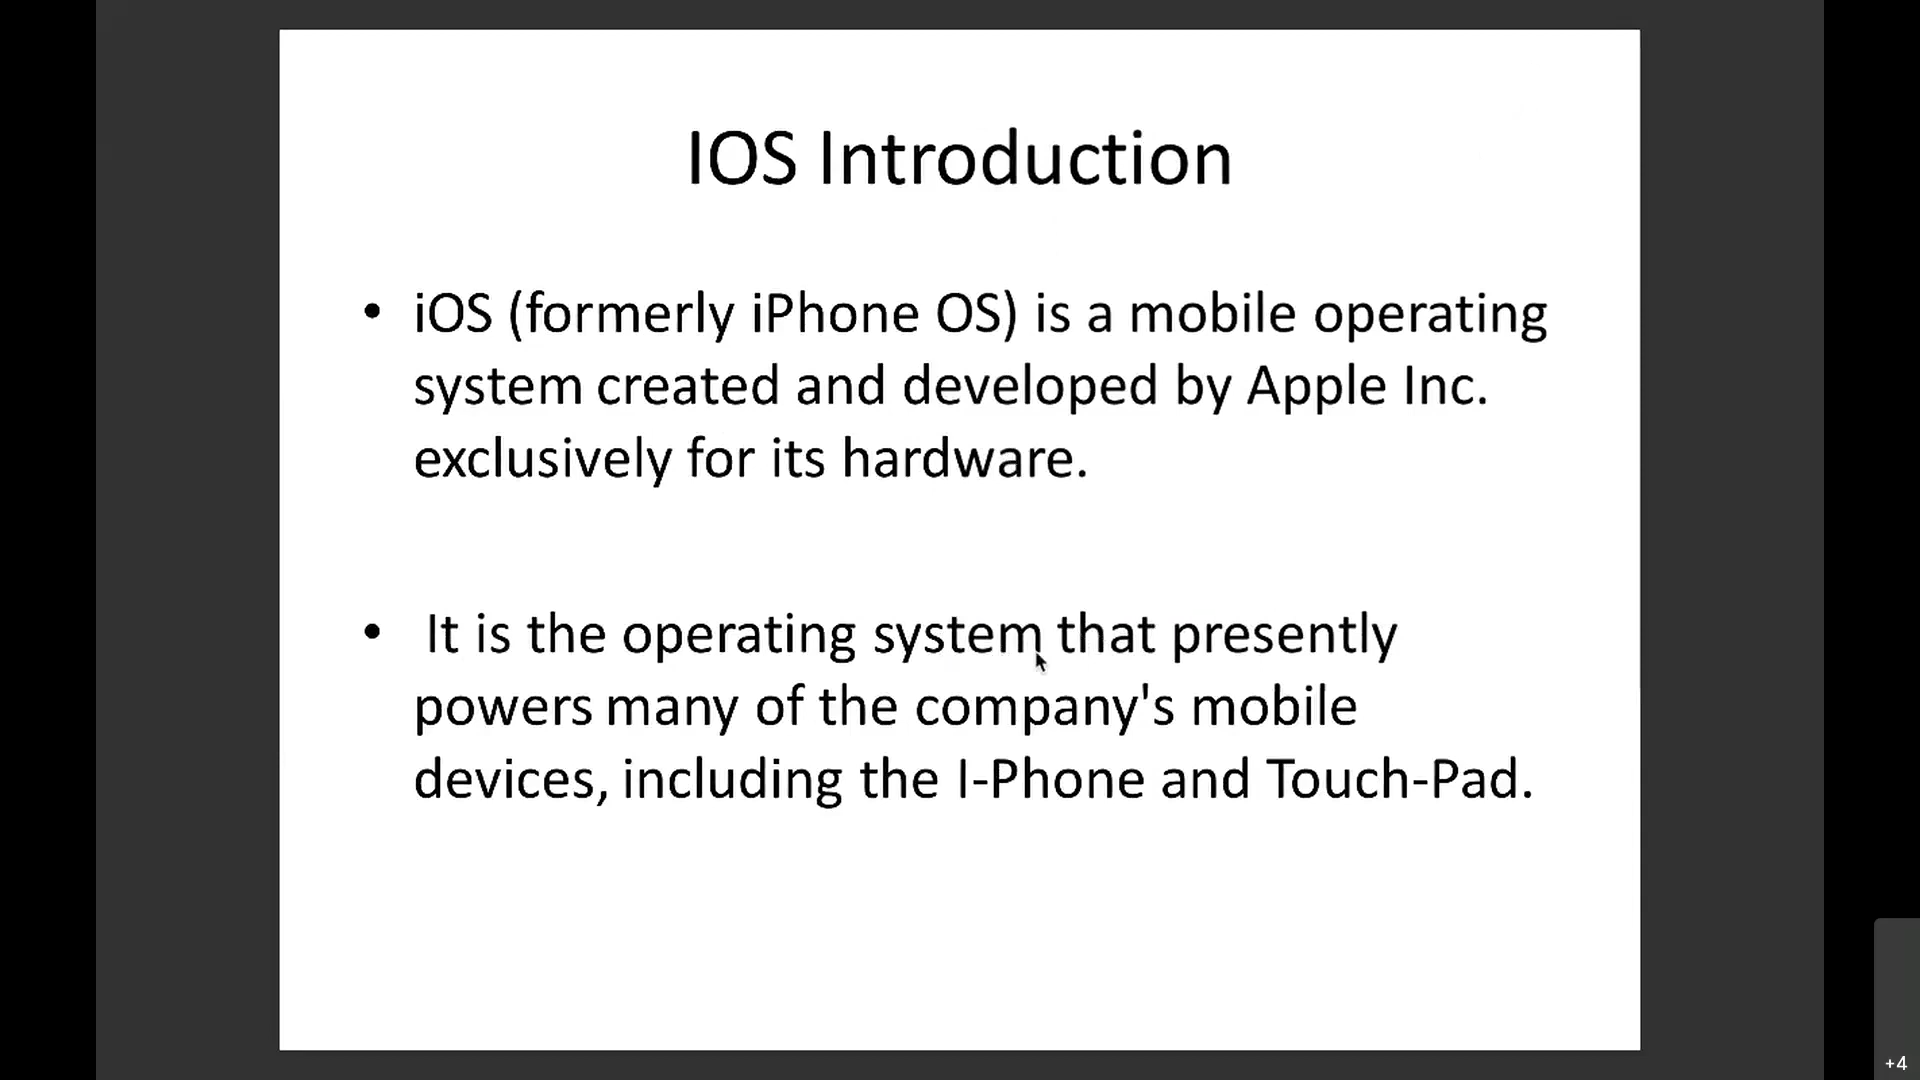 IOS Introduction
• iOS (formerly iPhone OS) is a mobile operating
system created and developed by Apple Inc.
exclusively for its hardware.
• It is the operating system that presently
powers many of the company's mobile
devices, including the I-Phone and Touch-Pad.
+4